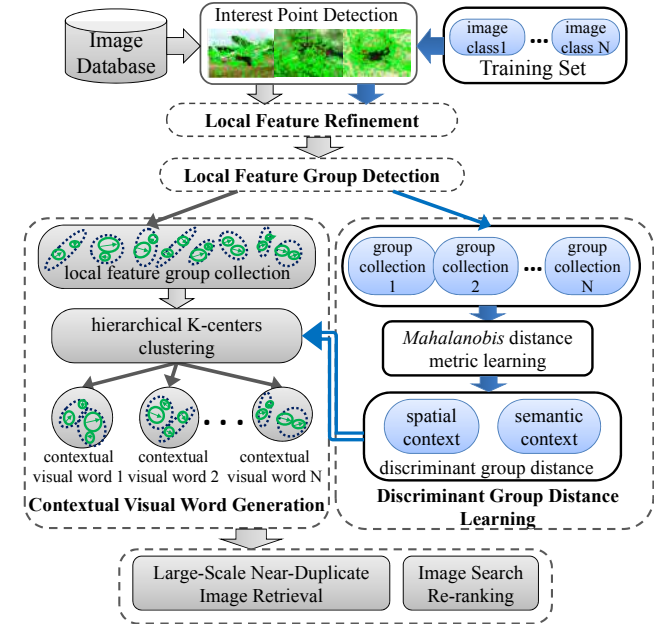 Image
Database
Interest Point Detection
image
class1
...
image
class N
Training Set
Local Feature Refinement
Local Feature Group Detection
local feature group collection
hierarchical K-centers
clustering
contextual
visual word 1
contextual
visual word 2
...
contextual
visual word N
Contextual Visual Word Generation
group
collection
1
group
collection
2
...
group
collection
N
Mahalanobis distance
metric learning
spatial
context
semantic
context
discriminant group distance
Discriminant Group Distance
Learning
Large-Scale Near-Duplicate
Image Retrieval
Image Search
Re-ranking